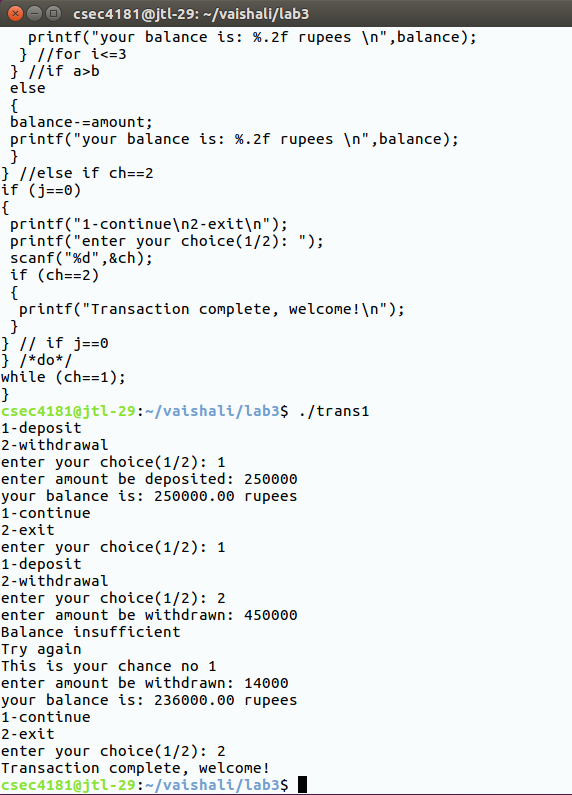 csec4181@jtl-29: ~/vaishali/lab3
printf("your balance is: %.2f rupees \n",balance);
} //for i<=3
} //if a>b
else
{
balance-=amount;
printf("your balance is: %.2f rupees \n",balance);
}
} //else if ch==2
if (j==0)
{
printf("1-continue\n2-exit\n");
printf("enter your choice(1/2): ");
scanf("%d",&ch);
if (ch==2)
{
printf("Transaction complete, welcome!\n");
}
} // if j==0
} /*do*/
while (ch==1);
}
csec4181@jtl-29:~/vaishali/lab3$ ./trans1
1-deposit
2-withdrawal
enter your choice(1/2): 1
enter amount be deposited: 250000
your balance is: 250000.00 rupees
1-continue
2-exit
enter your choice(1/2): 1
1-deposit
2-withdrawal
enter your choice(1/2): 2
enter amount be withdrawn: 450000
Balance insufficient
Try again
This is your chance no 1
enter amount be withdrawn: 14000
your balance is: 236000.00 rupees
1-continue
2-exit
enter your choice(1/2): 2
Transaction complete, welcome!
csec4181@jtl-29:~/vaishali/lab3$